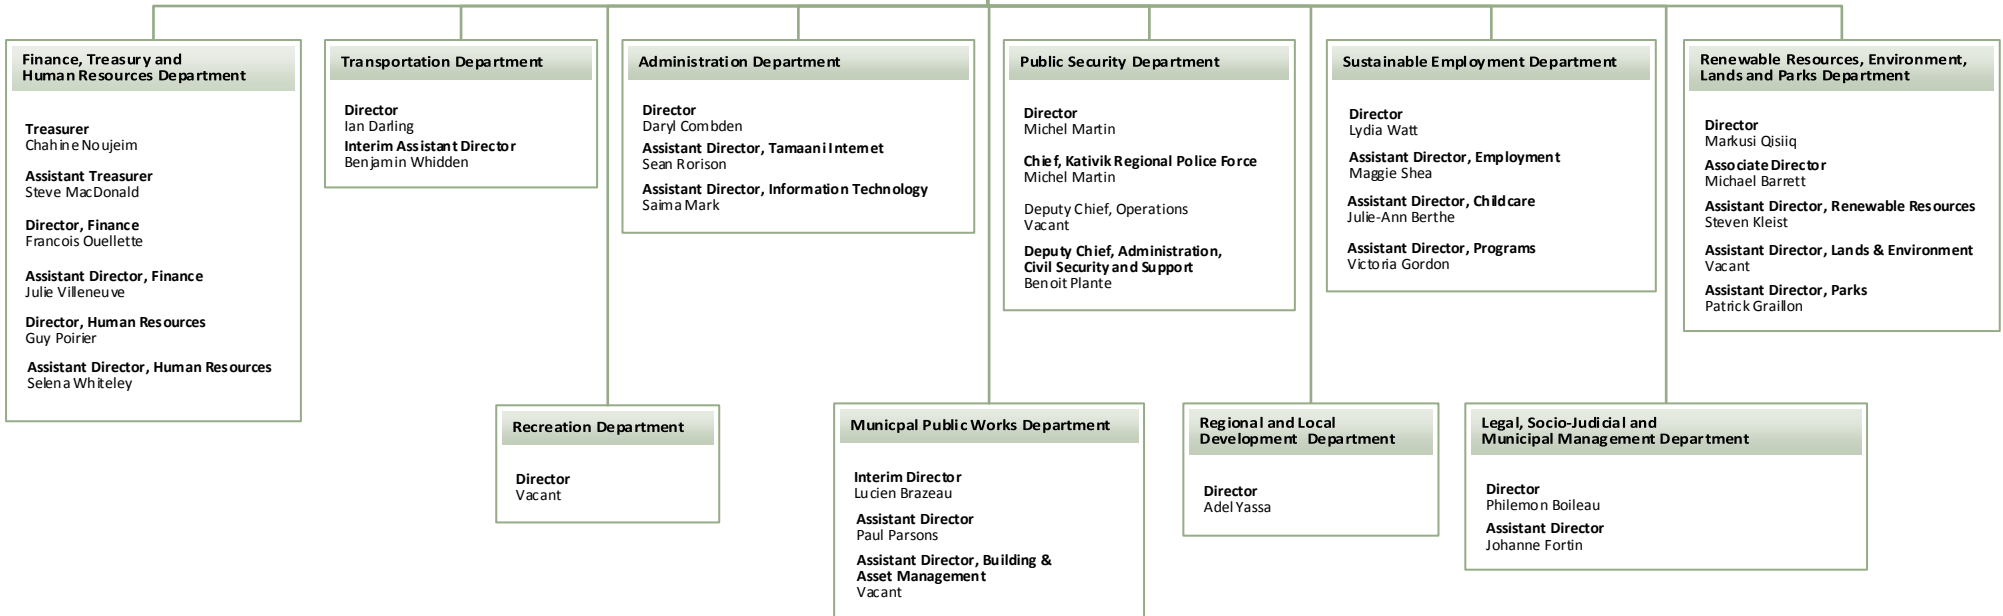 Finance, Treasury and
Human Resources Department
Treasurer
Chahine Noujeim
Assistant Treasurer
Steve MacDonald
Director, Finance
Francois Ouellette
Assistant Director, Finance
Julie Villeneuve
Director, Human Resources
Guy Poirier
Assistant Director, Human Resources
Selena Whiteley
Transportation Department
Director
Ian Darling
Interim Assistant Director
Benjamin Whidden
Administration Department
Director
Daryl Combden
Assistant Director, Tamaani Internet
Sean Rorison
Assistant Director, Information Technology
Saima Mark
Public Security Department
Director
Michel Martin
Chief, Kativik Regional Police Force
Michel Martin
Deputy Chief, Operations
Vacant
Deputy Chief, Administration,
Civil Security and Support
Benoit Plante
Sustainable Employment Department
Director
Lydia Watt
Assistant Director, Employment
Maggie Shea
Assistant Director, Childcare
Julie-Ann Berthe
Assistant Director, Programs
Victoria Gordon
Renewable Resources, Environment,
Lands and Parks Department
Director
Markusi Qisiiq
Associate Director
Michael Barrett
Assistant Director, Renewable Resources
Steven Kleist
Assistant Director, Lands & Environment
Vacant
Assistant Director, Parks
Patrick Graillon
Recreation Department
Director
Vacant
Municpal Public Works Department
Interim Director
Lucien Brazeau
Assistant Director
Paul Parsons
Assistant Director, Building &
Asset Management
Vacant
Regional and Local
Development Department
Director
Adel Yassa
Legal, Socio-Judicial and
Municipal Management Department
Director
Philemon Boileau
Assistant Director
Johanne Fortin